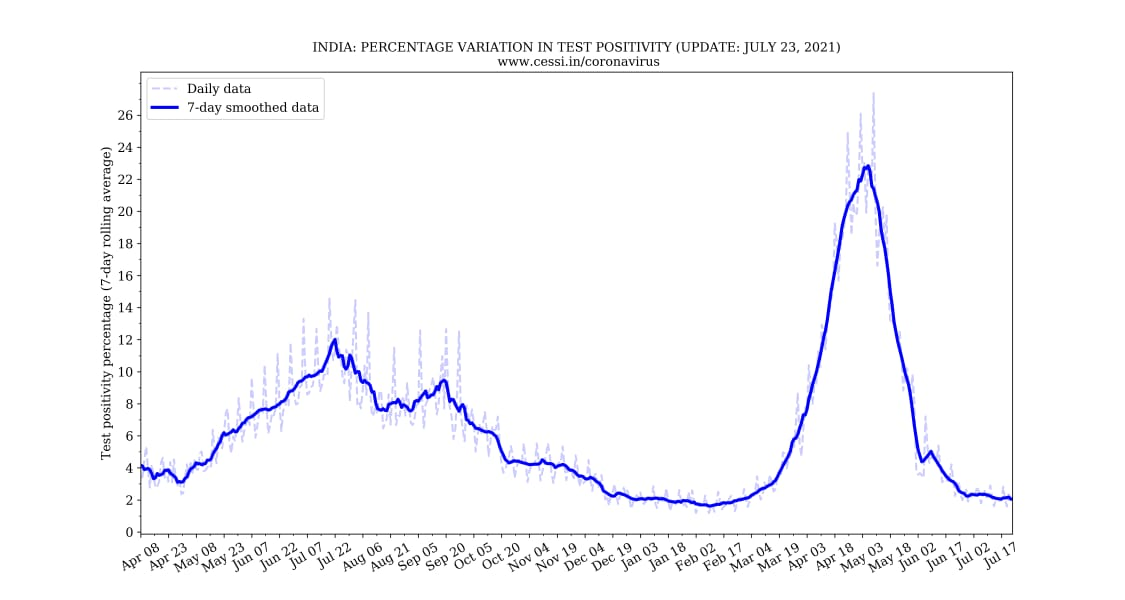 INDIA: PERCENTAGE VARIATION IN TEST POSITIVITY (UPDATE: JULY 23, 2021)
www.cessi.in/coronavirus
Daily data
7-day smoothed data
Test positivity percentage (7-day rolling average)
26
24
22
20
18
16
14
12
10
8
6
4
2
0
Apr 08
Apr 23
May 08
May 23
Jun 07
Jun 22
Jul 07
Jul 22
Aug 06
Aug 21
Sep 05
Sep 20
Oct 05
Oct 20
Nov 04
Nov 19
Dec 04
Dec 19
Jan 03
Jan 18
Feb 02
Feb 17
Mar 04
Mar 19
Apr 03
Apr 18
May 03
May 18
Jun 02
Jun 17
Jul 02
Jul 17